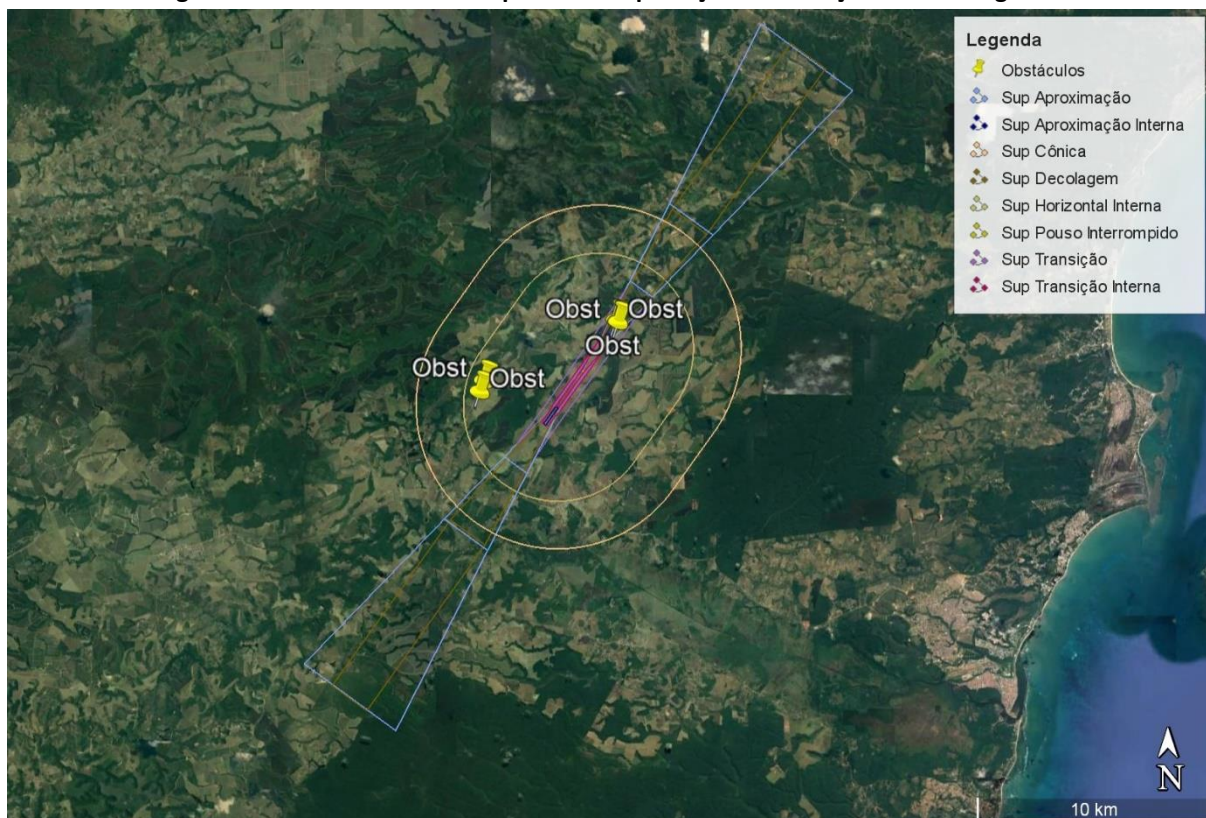 Legenda
Obstáculos
Sup Aproximação
Sup Aproximação Interna
Sup Cônica
Sup Decolagem
Sup Horizontal Interna
Sup Pouso Interrompido
Sup Transição
Sup Transição Interna
Obst
Obst
Obst
Obst
Obst
N
10 km